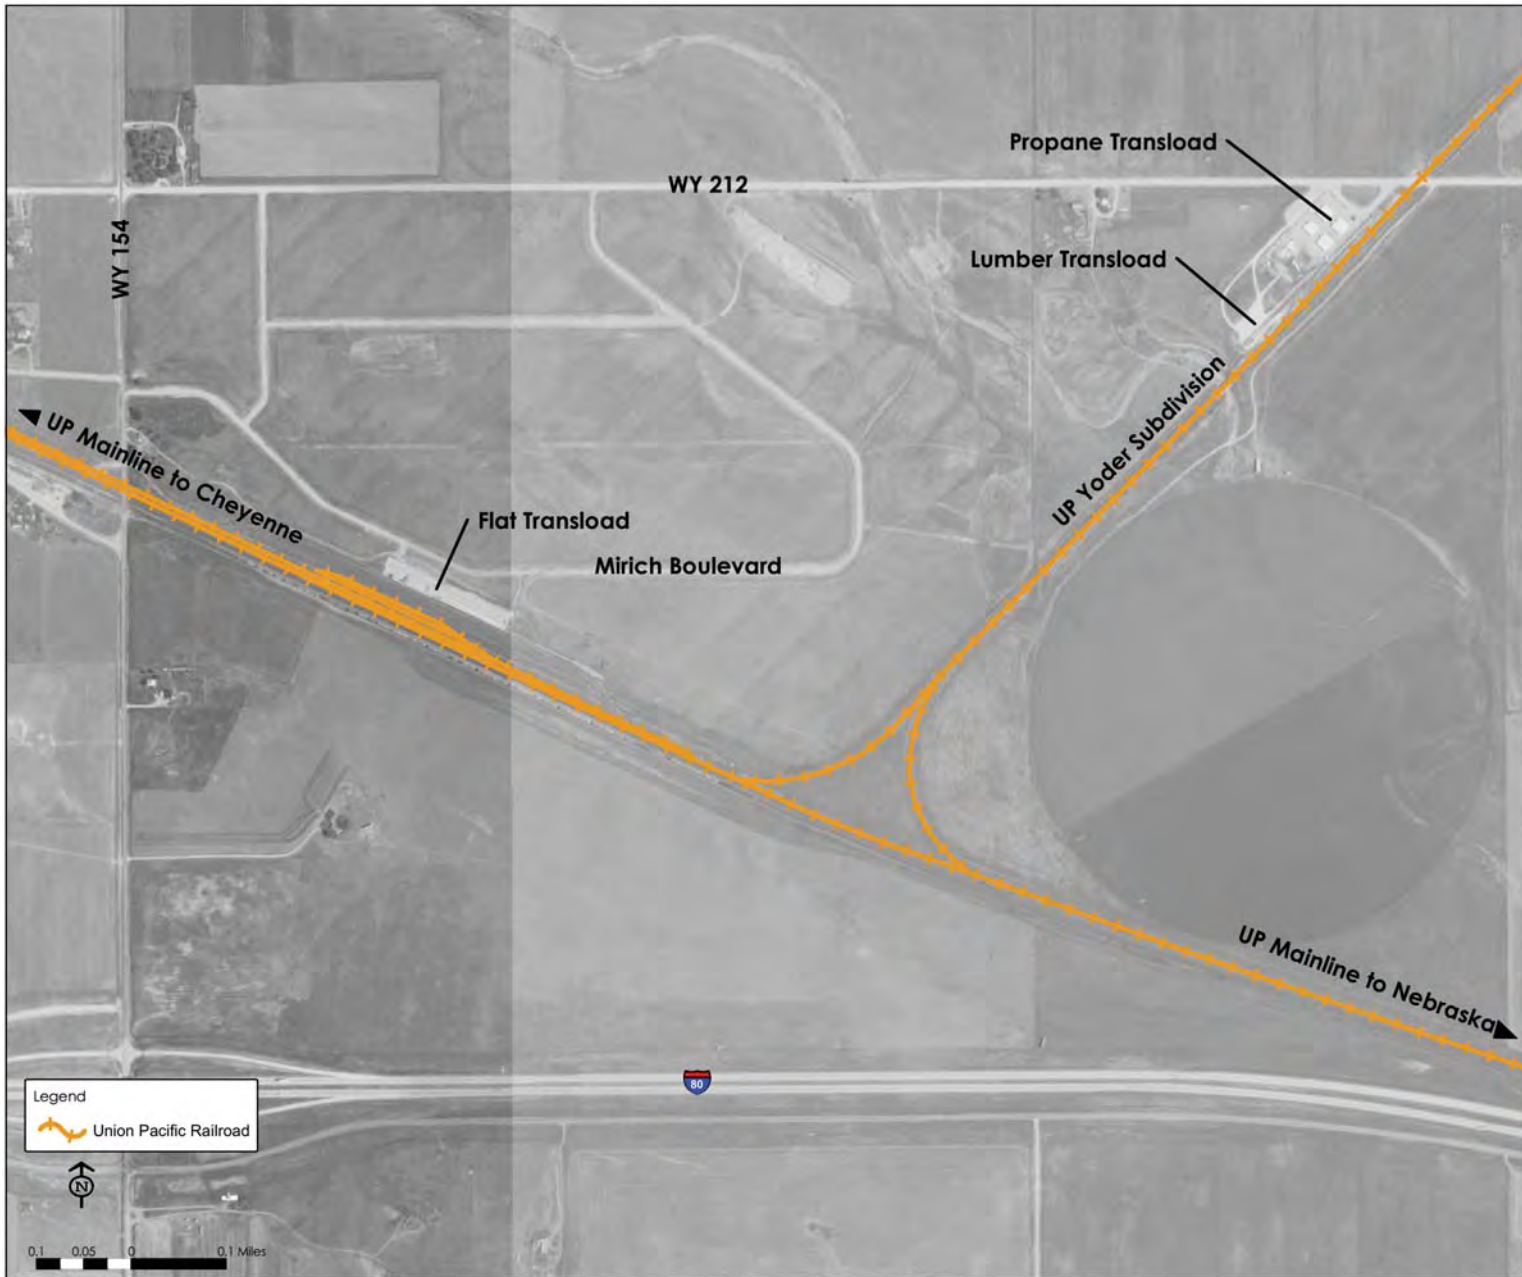 Propane Transload
WY 212
WY 154
Lumber Transload
UP Yoder Subdivision
UP Mainline to Cheyenne
Flat Transload
Mirich Boulevard
UP Mainline to Nebraska
80
Legend
Union Pacific Railroad
N
0.1 0.05 0 0.1 Miles